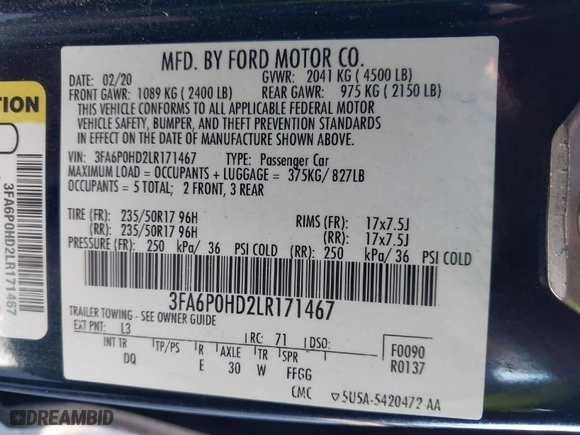 MFD. BY FORD MOTOR CO.
DATE: 02/20 GVWR: 2041 KG ( 4500 LB)
FRONT GAWR: 1089 KG ( 2400 LB) REAR GAWR: 975 KG ( 2150 LB)
THIS VEHICLE CONFORMS TO ALL APPLICABLE FEDERAL MOTOR
VEHICLE SAFETY, BUMPER, AND THEFT PREVENTION STANDARDS
IN EFFECT ON THE DATE OF MANUFACTURE SHOWN ABOVE.
VIN: 3FA6P0HD2LR171467 TYPE: Passenger Car
MAXIMUM LOAD = OCCUPANTS + LUGGAGE = 375KG/ 827LB
OCCUPANTS = 5 TOTAL; 2 FRONT, 3 REAR
TIRE (FR): 235/50R17 96H RIMS (FR): 17x7.5J
(RR): 235/50R17 96H (RR): 17x7.5J
PRESSURE (FR): 250 kPa/ 36 PSI COLD (RR): 250 kPa/ 36 PSI COLD
3FA6P0HD2LR171467
TRAILER TOWING - SEE OWNER GUIDE
EXT PNT: L3 RC: 71 DSO: F0090
INT TR TP/PS R AXLE TR SPR R0137
DQ E 30 W FFGG
CMC 5U5A-5420472-AA
3FA6P0HD2LR171467
DREAMBID